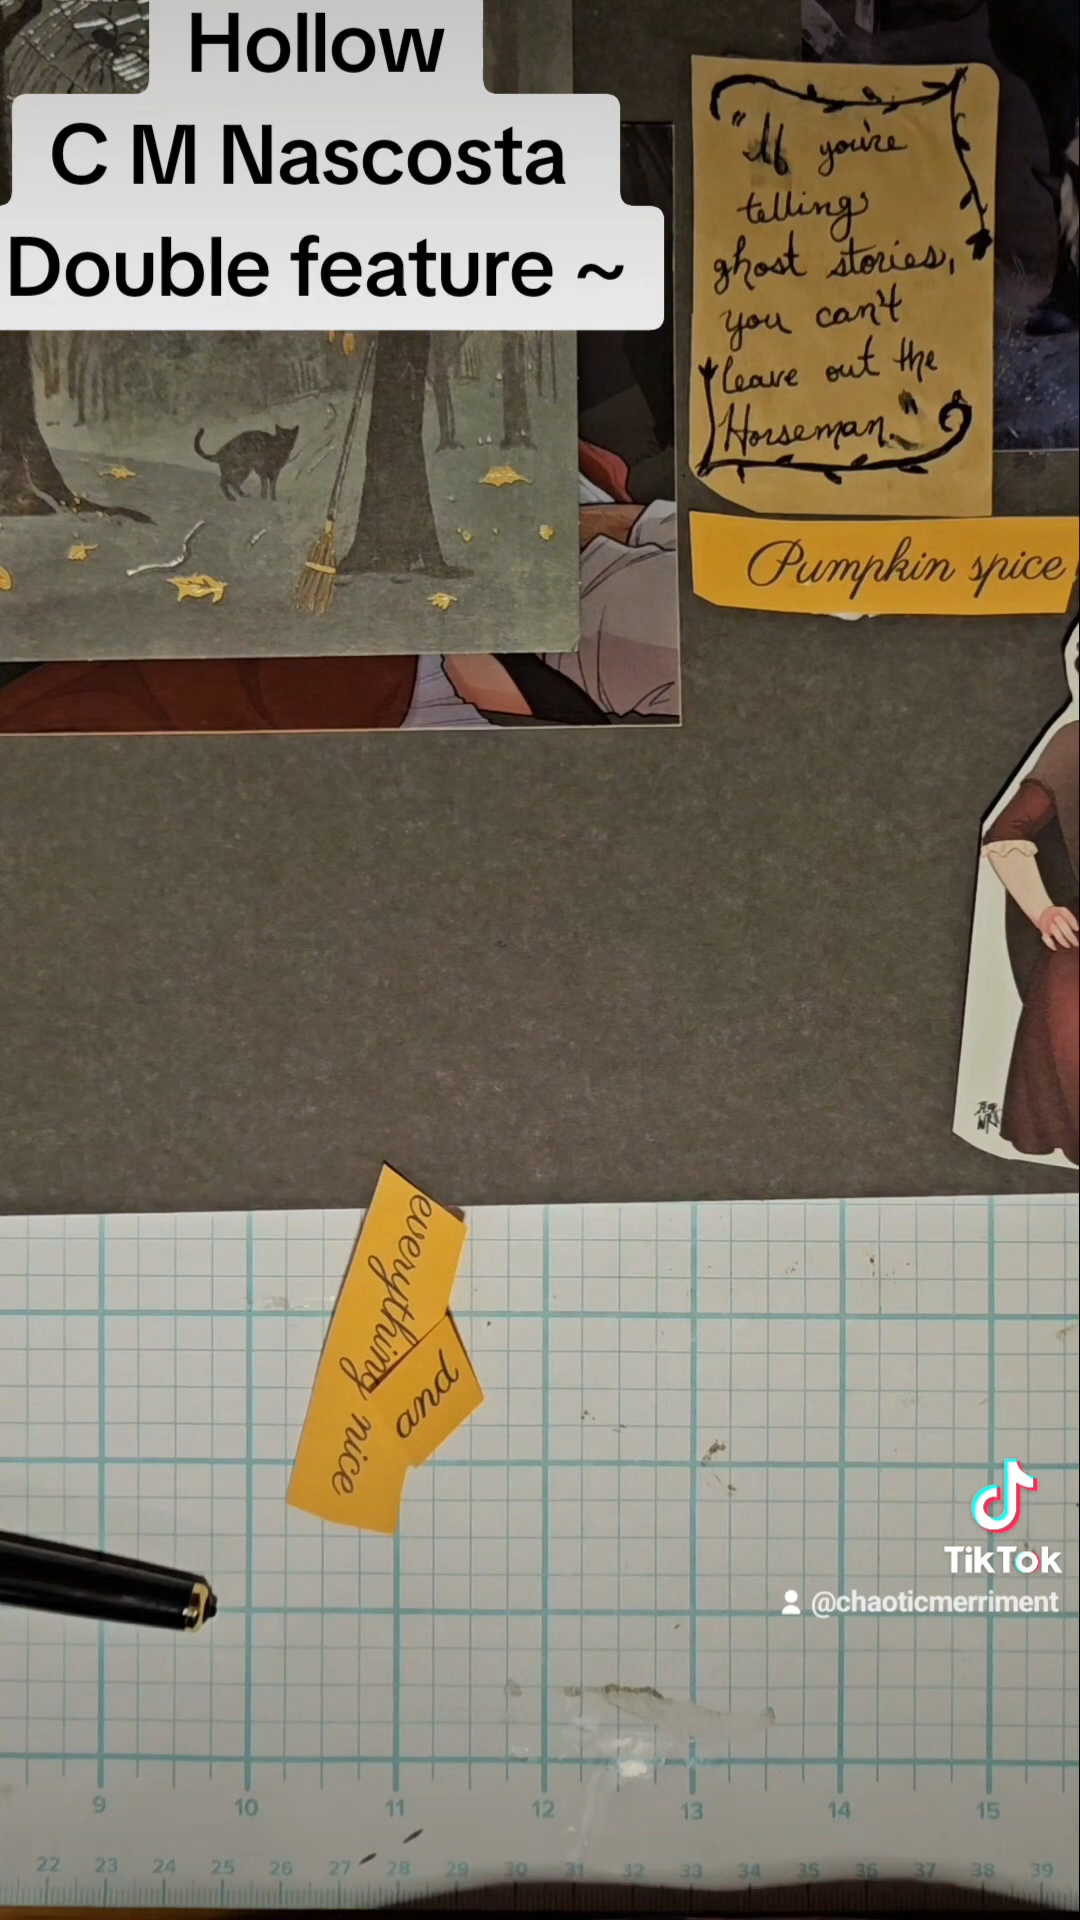 Hollow
C M Nascosta
Double feature ~
"If you're
telling
ghost stories,
you can't
leave out the
Horseman."
Pumpkin spice
everything nice
and
TikTok
@chaoticmerriment
9 10 11 12 13 14 15
22 23 24 25 26 27 28 29 30 31 32 33 34 35 36 37 38 39